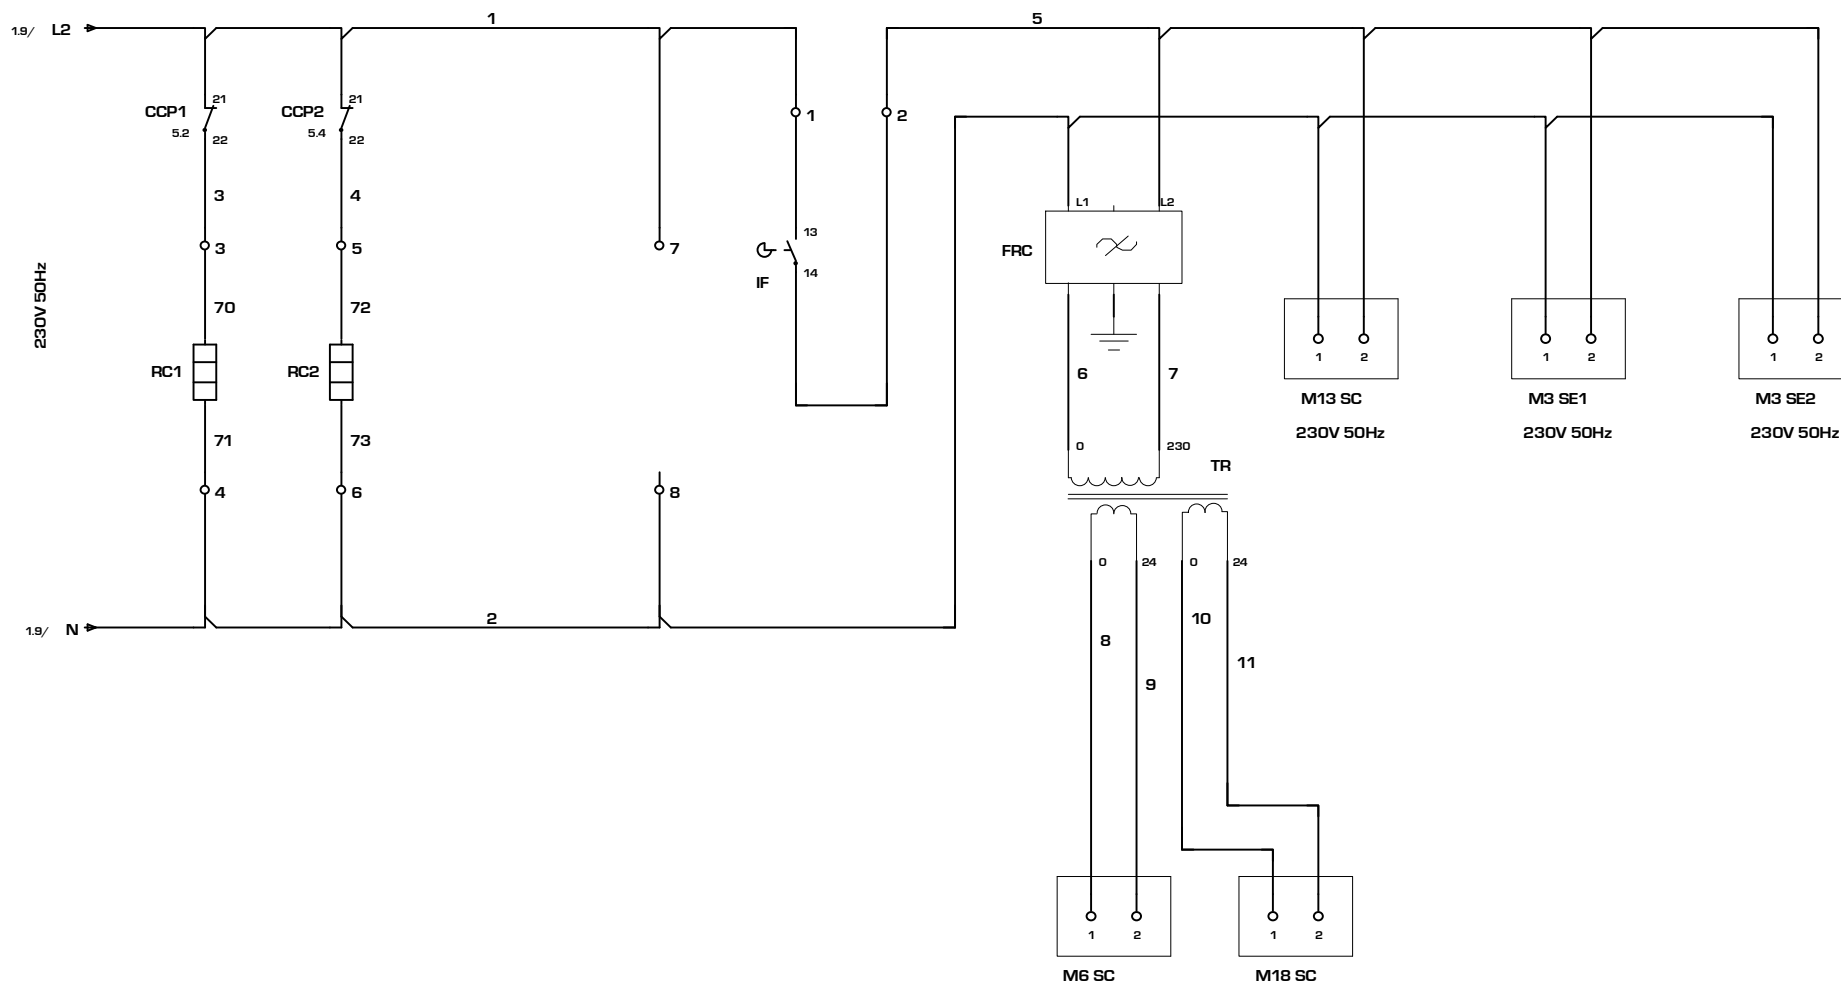 1 5
1.9/ L2
21 21
CCP1 CCP2 1 2
5.2 5.4
22 22
3 4
L1 L2
13
3 5 7 FRC
14
IF
230V 50Hz
70 72
1 2 1 2 1 2
RC1 RC2 6 7
M13 SC M3 SE1 M3 SE2
230V 50Hz 230V 50Hz 230V 50Hz
71 73
0 230
TR
4 6 8
0 24 0 24
2 10
1.9/ N
8
11
9
1 2 1 2
M6 SC M18 SC